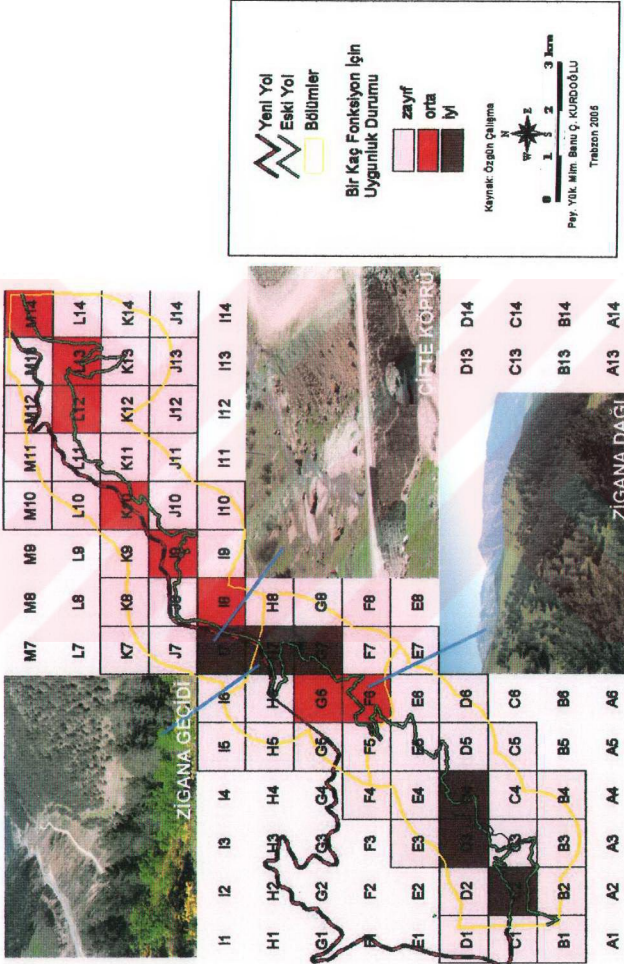 M7 M8 M9 M10 M11 M12 M13 M14
L7 L8 L9 L10 L11 L12 L13 L14
K7 K8 K9 K10 K11 K12 K13 K14
J7 J8 J9 J10 J11 J12 J13 J14
I1 I2 I3 I4 I5 I6 I7 I8 I9 I10 I11 I12 I13 I14
H1 H2 H3 H4 H5 H6 H7 H8
G1 G2 G3 G4 G5 G6 G7 G8
F1 F2 F3 F4 F5 F6 F7 F8
E1 E2 E3 E4 E5 E6 E7 E8
D1 D2 D3 D4 D5 D6 D13 D14
C1 C3 C4 C5 C6 C13 C14
B1 B2 B3 B4 B5 B6 B13 B14
A1 A2 A3 A4 A5 A6 A13 A14
ZİGANA GEÇİDİ
ÇİFTE KÖPRÜ
ZİGANA DAĞI
Yeni Yol
Eski Yol
Bölümler
Bir Kaç Fonksiyon İçin
Uygunluk Durumu
zayıf
orta
iyi
Kaynak: Özgün Çalışma
N
W E
S
0 1 2 3 km
Pey. Yük. Mim. Banu Ç. KURDOĞLU
Trabzon 2005